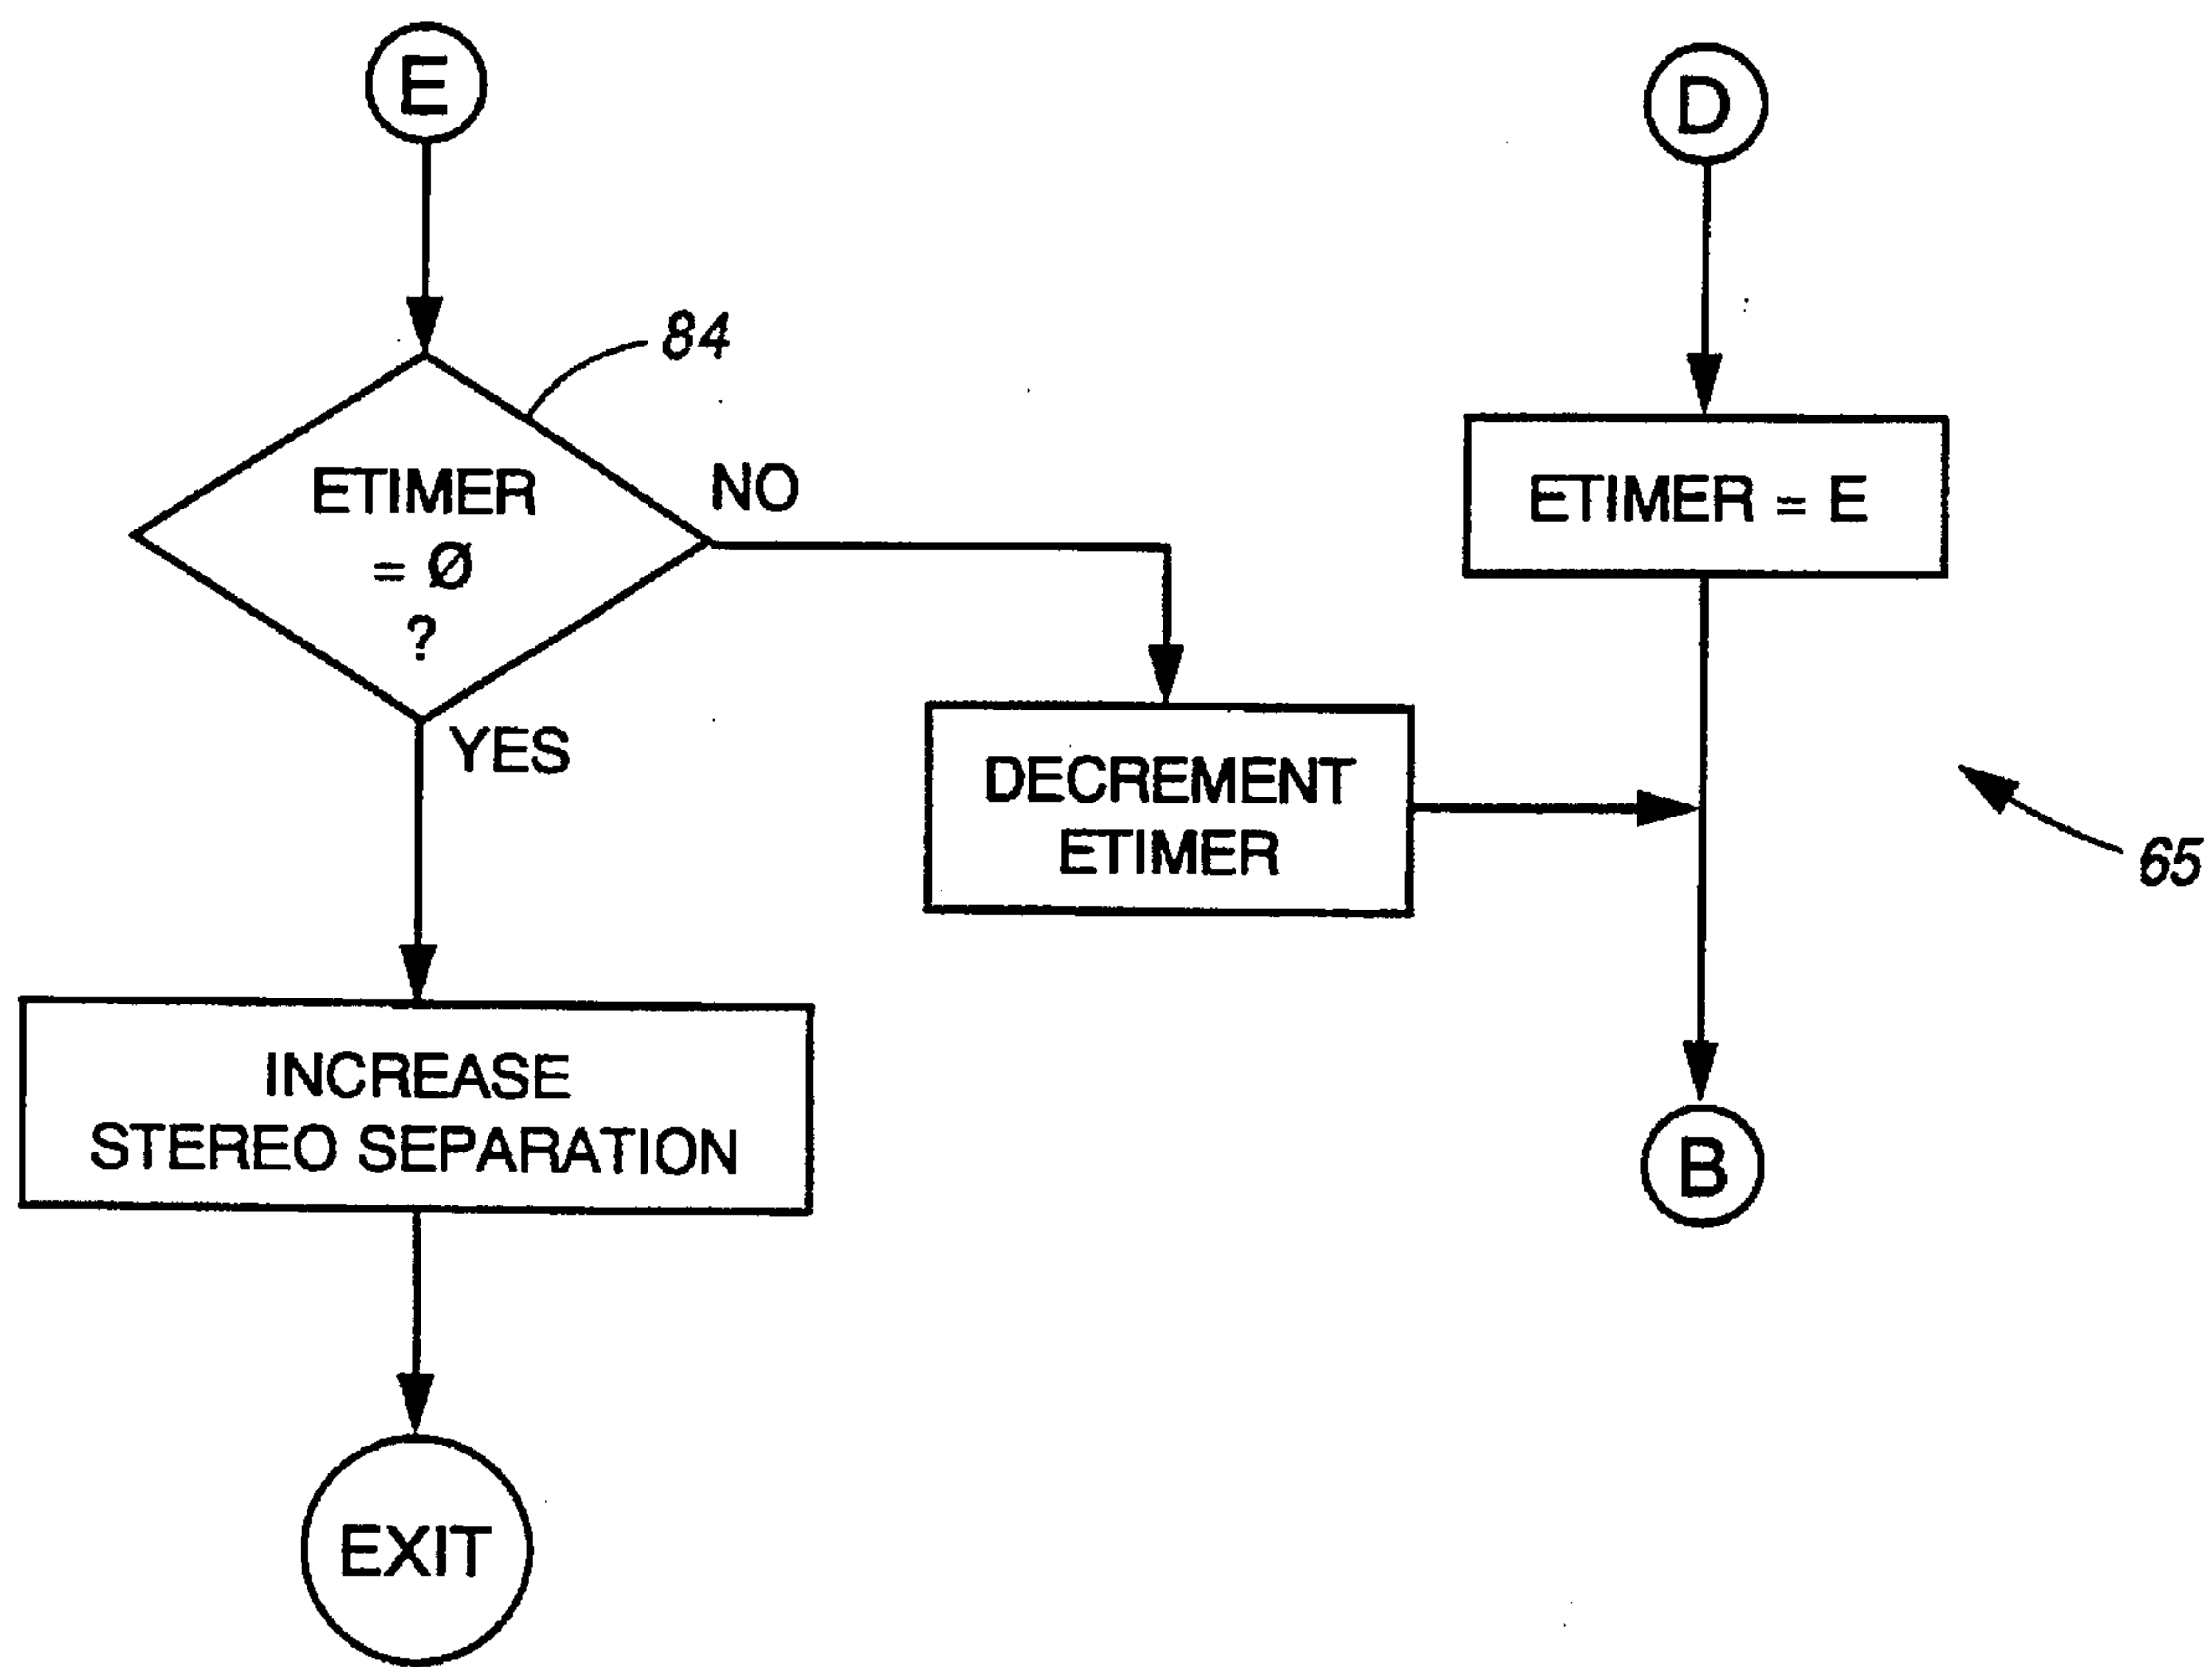 E
D
84
ETIMER
= Ø
?
NO
YES
ETIMER = E
DECREMENT
ETIMER
65
INCREASE
STEREO SEPARATION
B
EXIT